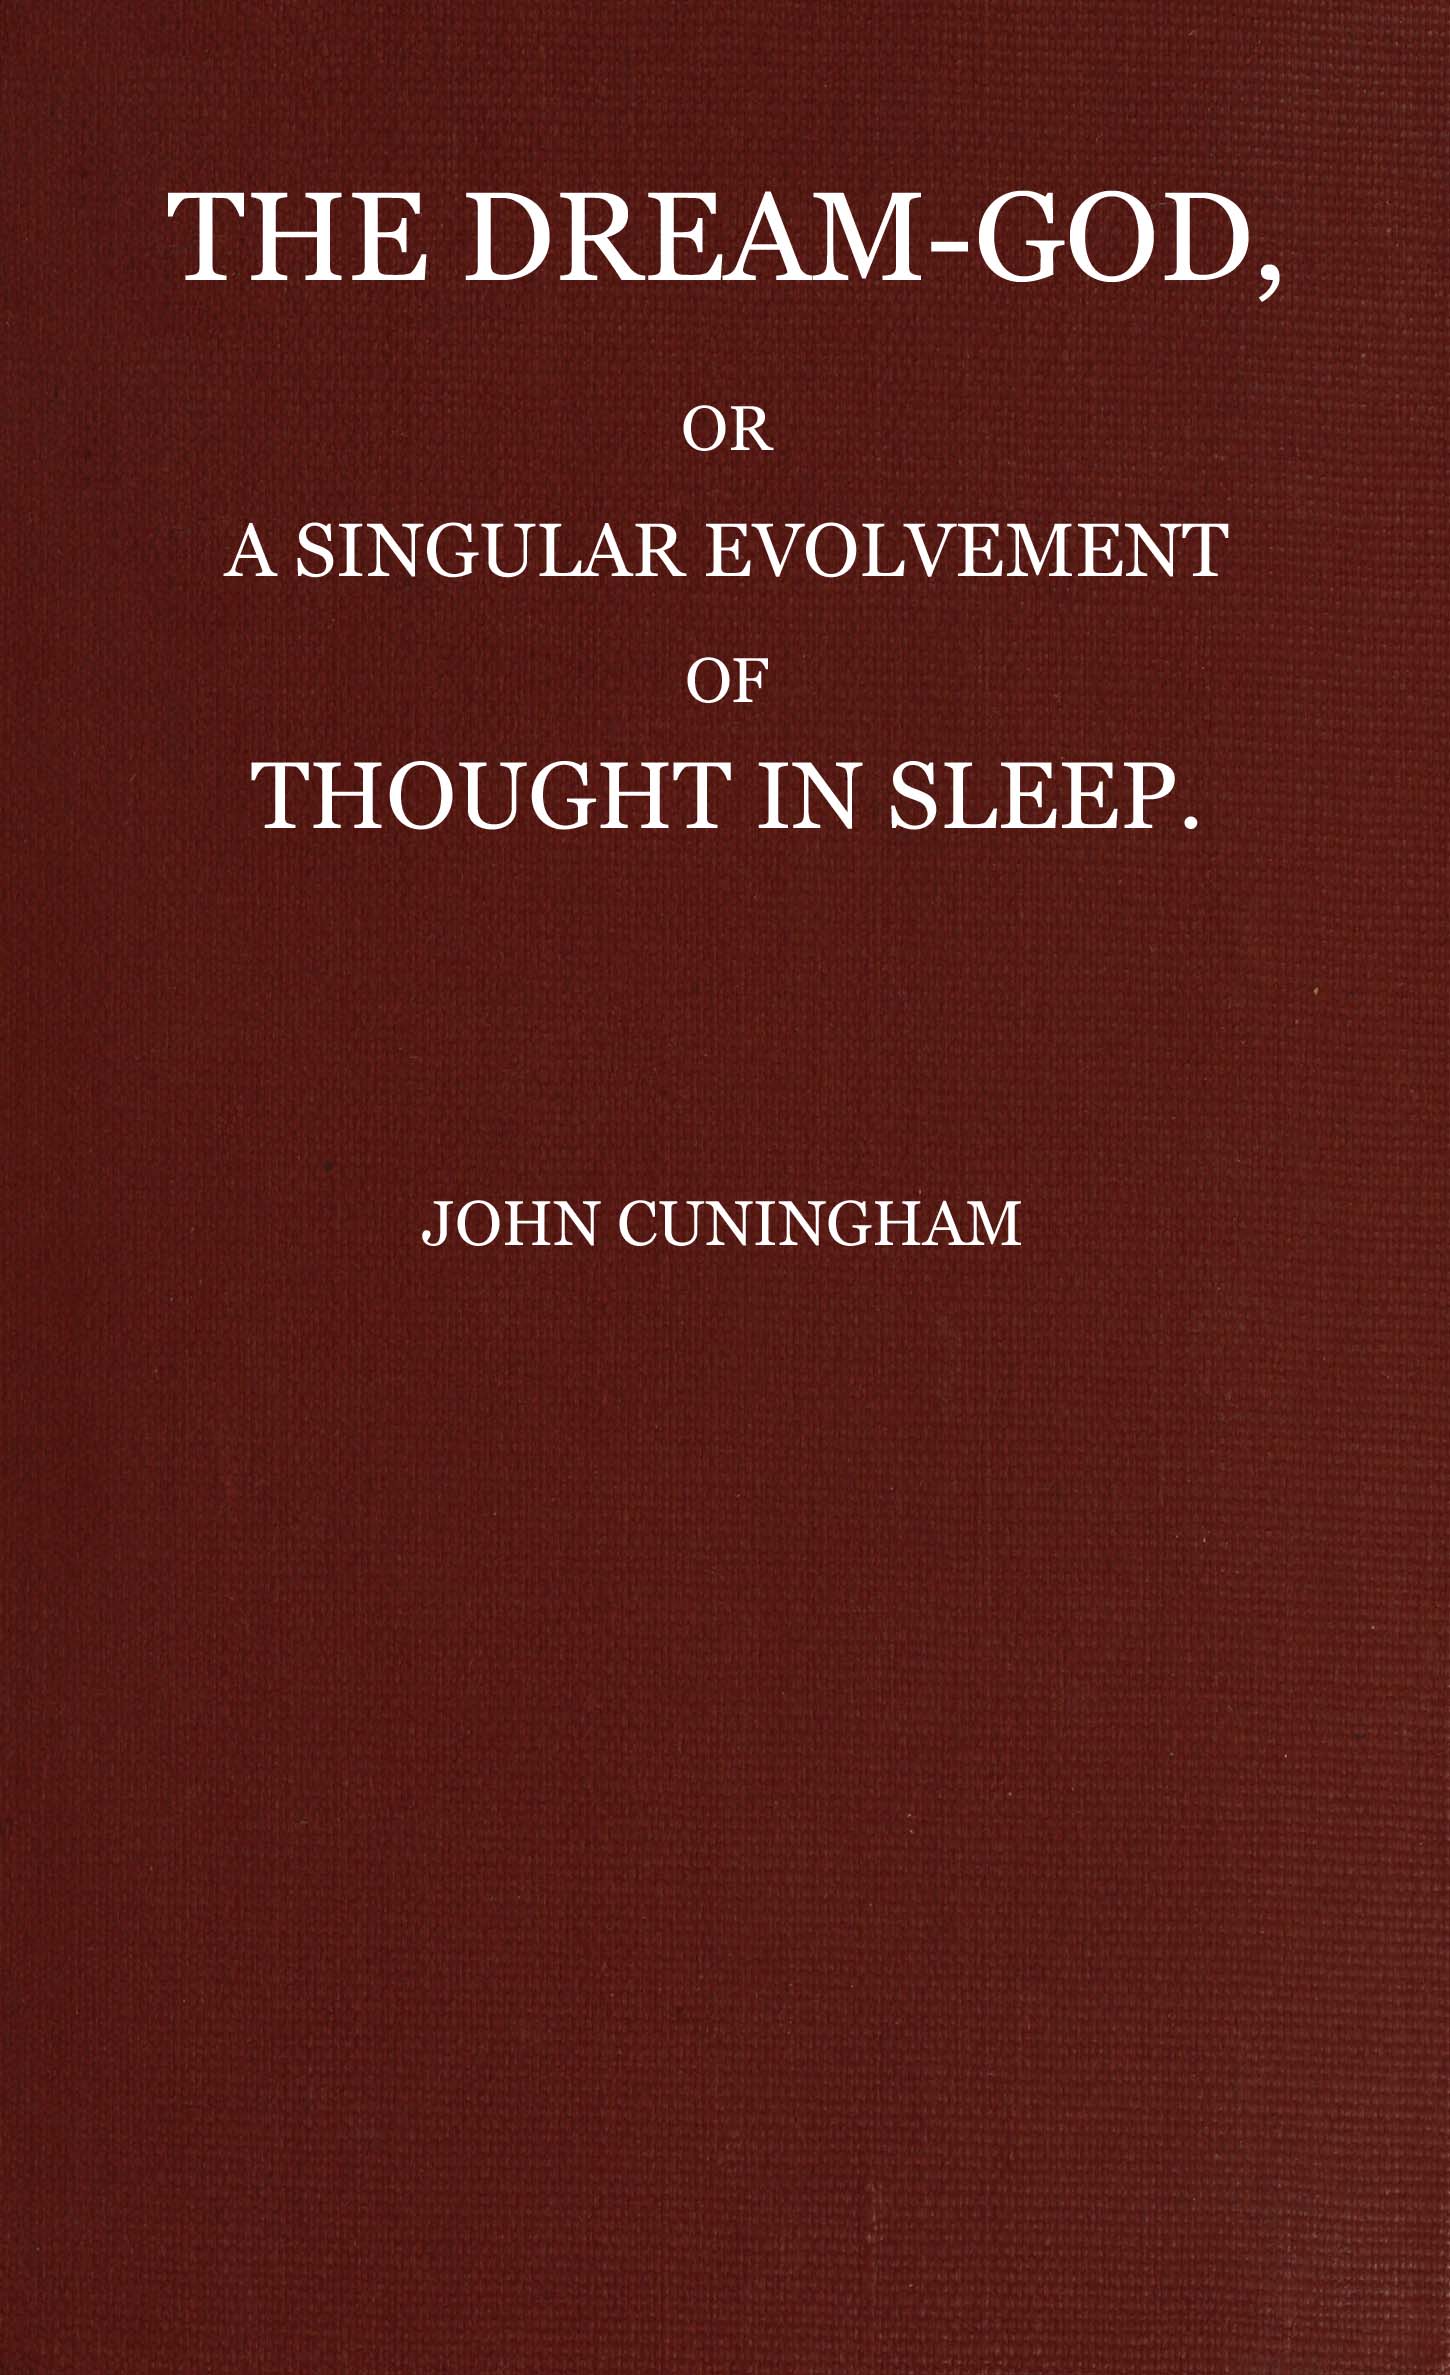 THE DREAM-GOD,
OR
A SINGULAR EVOLVEMENT
OF
THOUGHT IN SLEEP.
JOHN CUNINGHAM